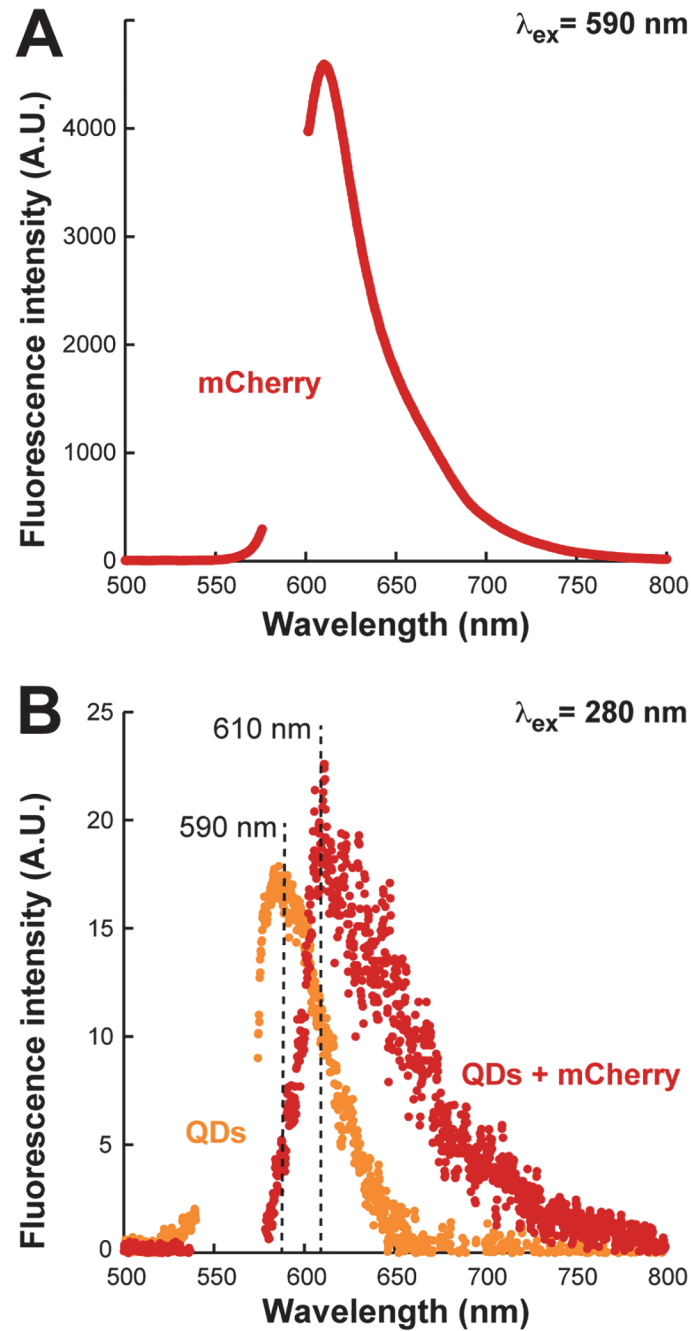 A
λex= 590 nm
Fluorescence intensity (A.U.)
4000
3000
2000
1000
0
mCherry
500 550 600 650 700 750 800
Wavelength (nm)
B
λex= 280 nm
Fluorescence intensity (A.U.)
25
20
15
10
5
0
610 nm
590 nm
QDs + mCherry
QDs
500 550 600 650 700 750 800
Wavelength (nm)